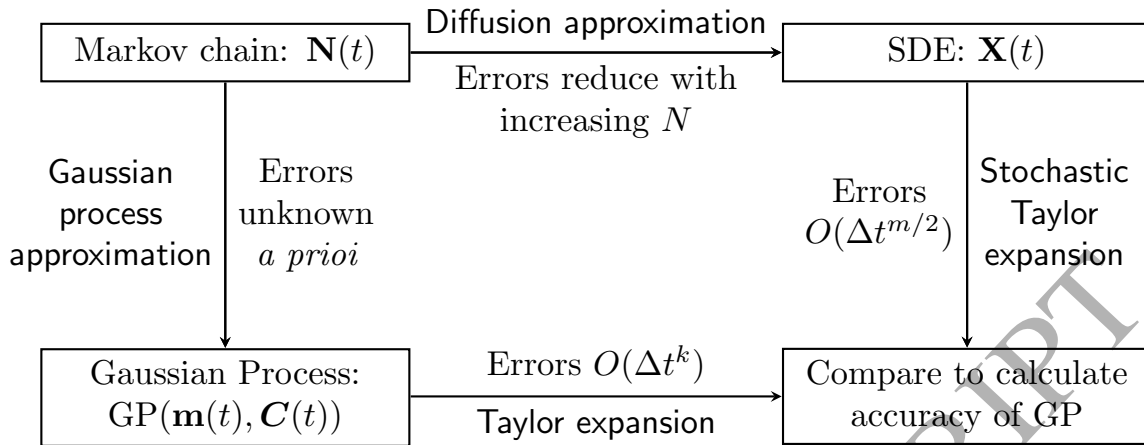 Diffusion approximation
Markov chain: N(t)
SDE: X(t)
Errors reduce with
increasing N
Gaussian
process
approximation
Errors
unknown
a prioi
Errors
O(Δt^{m/2})
Stochastic
Taylor
expansion
Gaussian Process:
GP(m(t), C(t))
Errors O(Δt^k)
Taylor expansion
Compare to calculate
accuracy of GP
RIPT